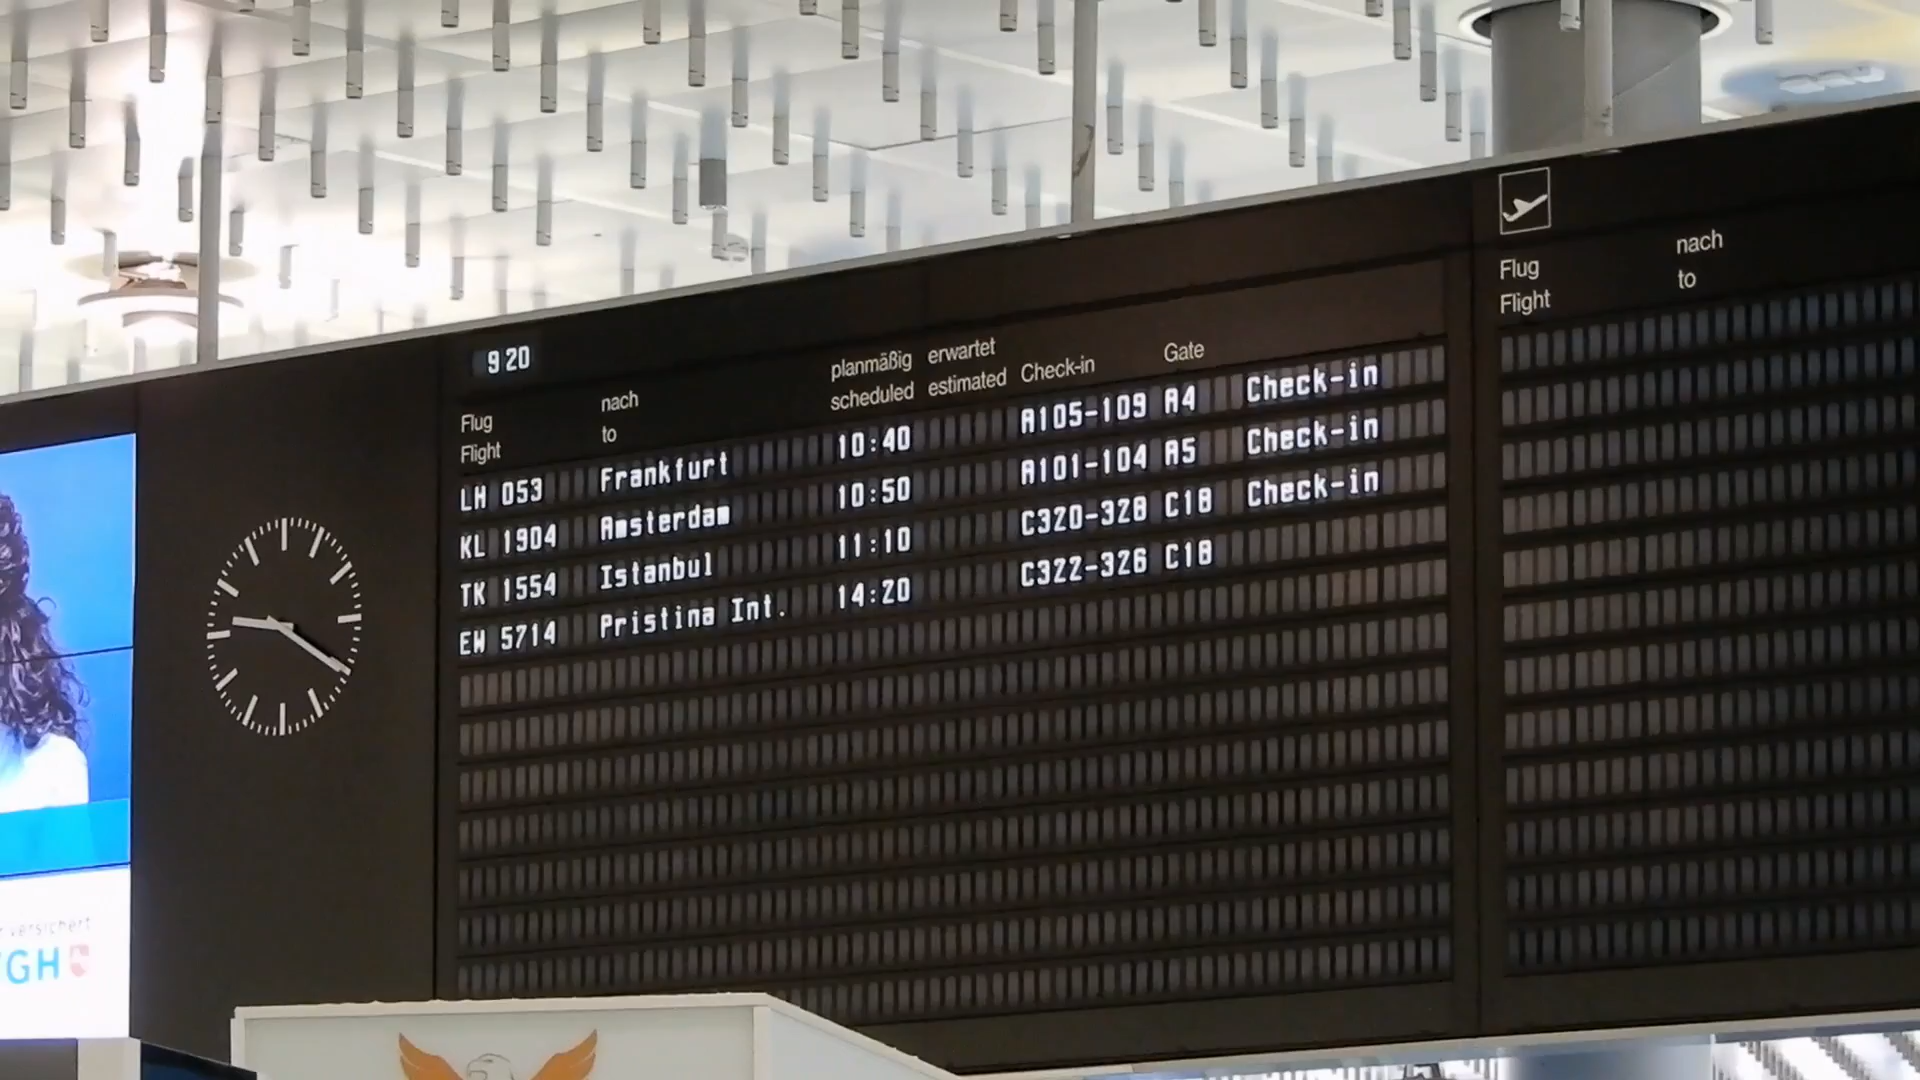 9 20
Flug nach planmäßig erwartet Check-in Gate
Flight to scheduled estimated
LH 053 Frankfurt 10:40 A105-109 A4 Check-in
KL 1904 Amsterdam 10:50 A101-104 A5 Check-in
TK 1554 Istanbul 11:10 C320-328 C18 Check-in
EW 5714 Pristina Int. 14:20 C322-326 C18
Flug nach
Flight to
versichert
GH